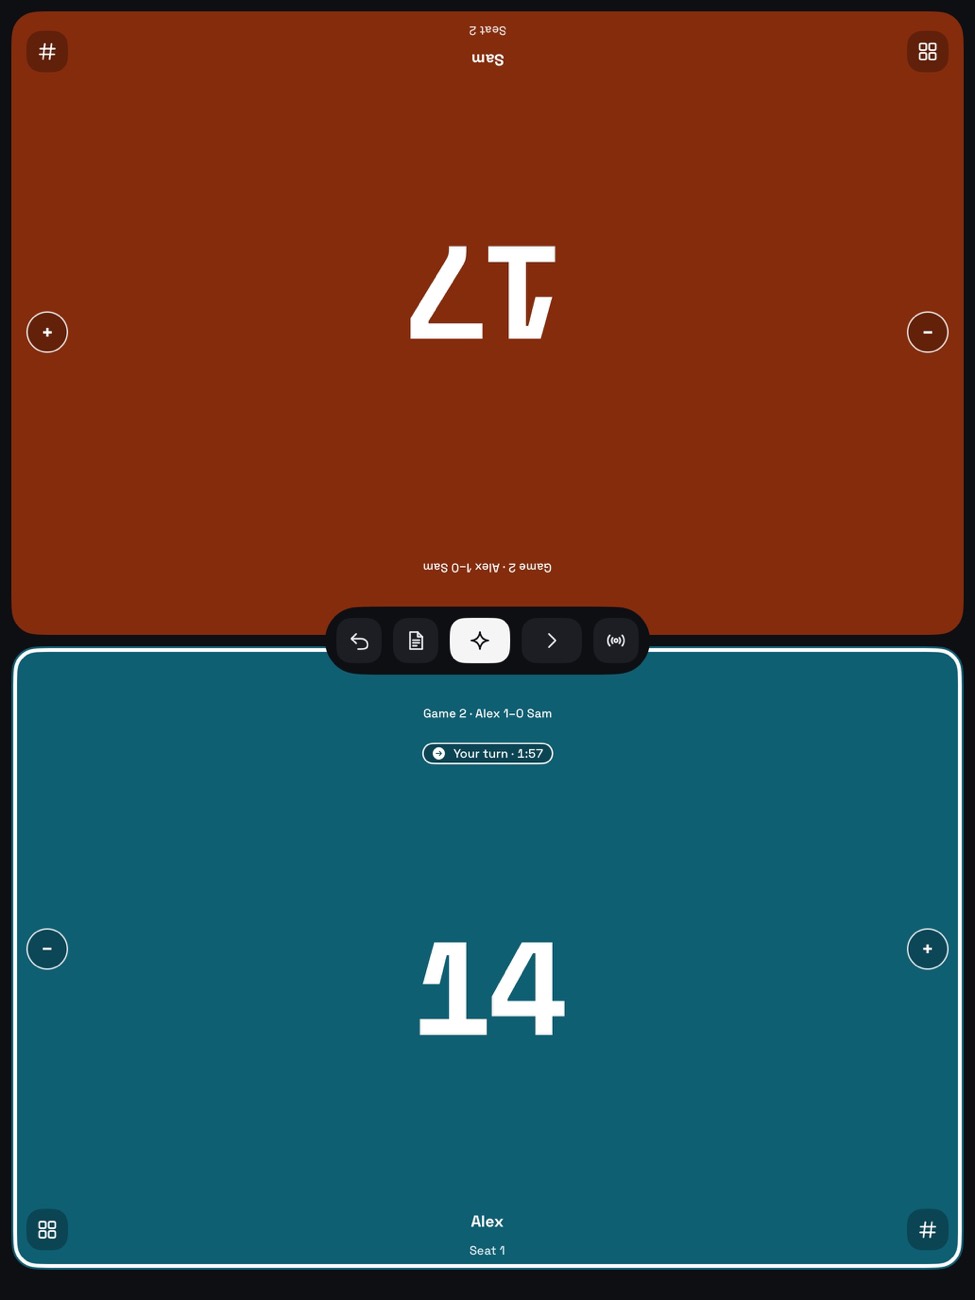 Seat 2
Sam
17
+
-
Game 2 · Alex 1–0 Sam
Game 2 · Alex 1–0 Sam
Your turn · 1:57
-
+
14
Alex
Seat 1